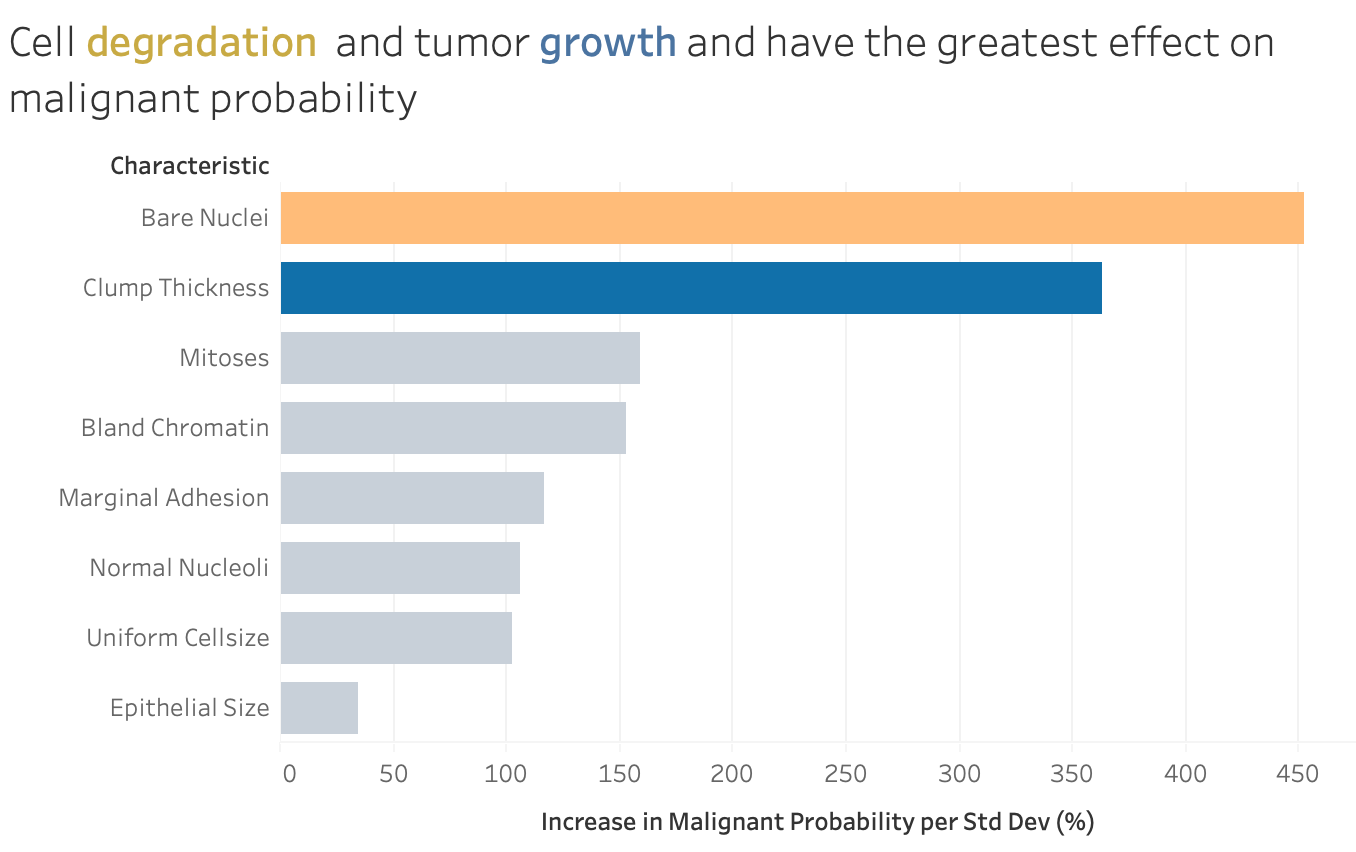 Cell degradation and tumor growth and have the greatest effect on
malignant probability
Characteristic
Bare Nuclei
Clump Thickness
Mitoses
Bland Chromatin
Marginal Adhesion
Normal Nucleoli
Uniform Cellsize
Epithelial Size
0 50 100 150 200 250 300 350 400 450
Increase in Malignant Probability per Std Dev (%)